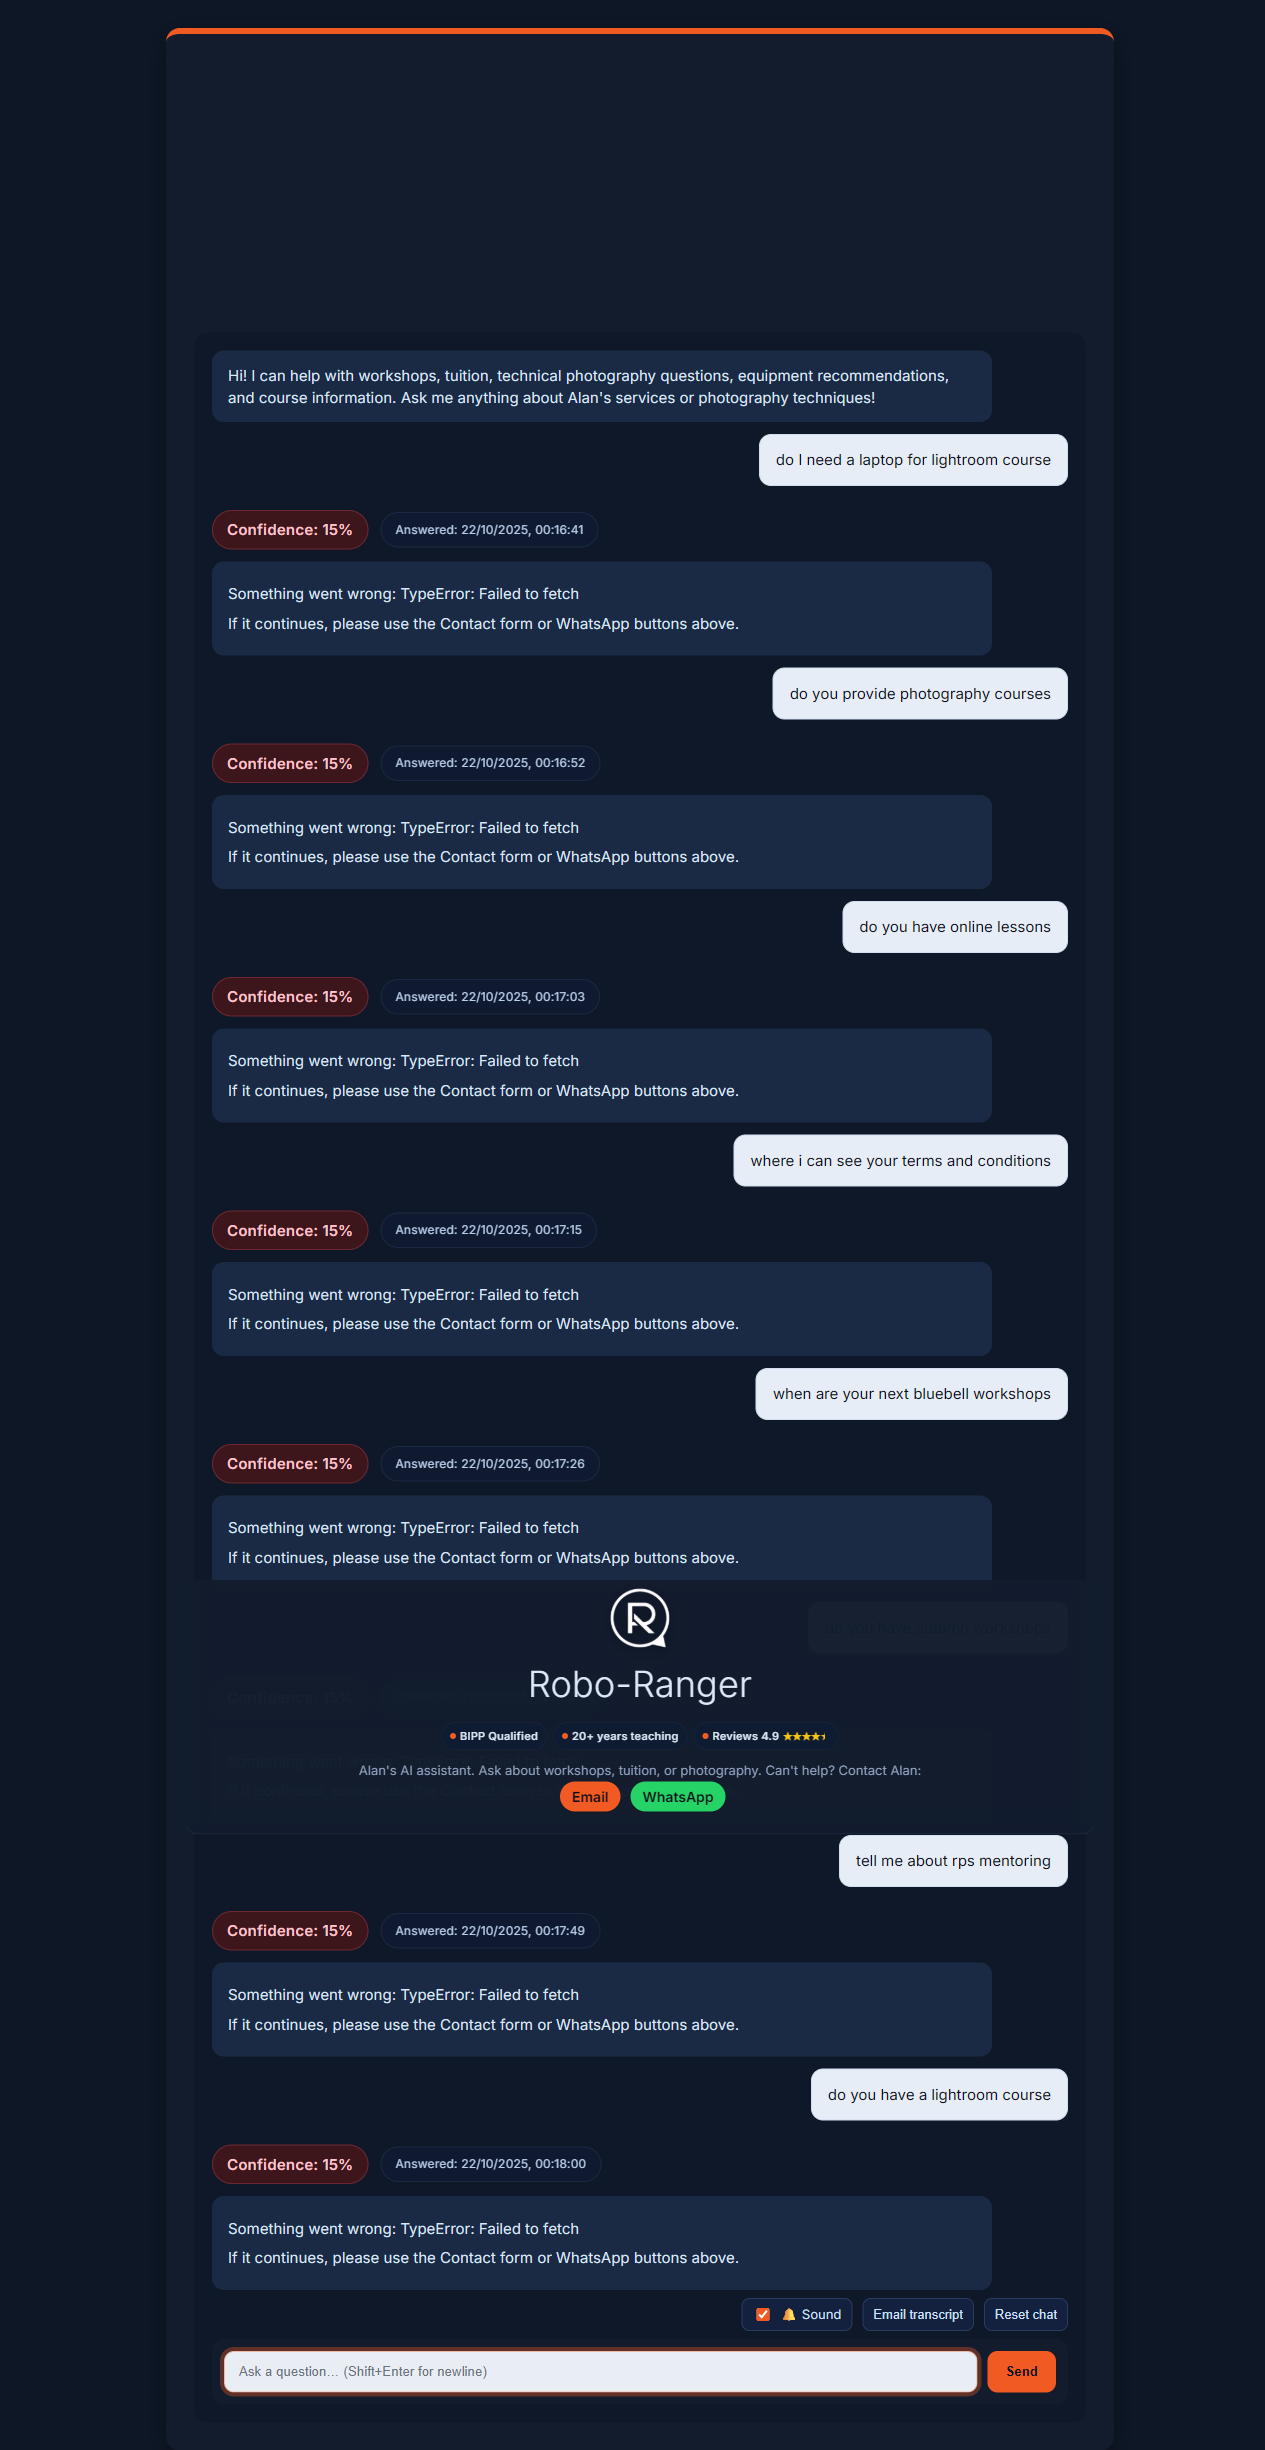 Hi! I can help with workshops, tuition, technical photography questions, equipment recommendations,
and course information. Ask me anything about Alan's services or photography techniques!
do I need a laptop for lightroom course
Confidence: 15%
Answered: 22/10/2025, 00:16:41
Something went wrong: TypeError: Failed to fetch
If it continues, please use the Contact form or WhatsApp buttons above.
do you provide photography courses
Confidence: 15%
Answered: 22/10/2025, 00:16:52
Something went wrong: TypeError: Failed to fetch
If it continues, please use the Contact form or WhatsApp buttons above.
do you have online lessons
Confidence: 15%
Answered: 22/10/2025, 00:17:03
Something went wrong: TypeError: Failed to fetch
If it continues, please use the Contact form or WhatsApp buttons above.
where i can see your terms and conditions
Confidence: 15%
Answered: 22/10/2025, 00:17:15
Something went wrong: TypeError: Failed to fetch
If it continues, please use the Contact form or WhatsApp buttons above.
when are your next bluebell workshops
Confidence: 15%
Answered: 22/10/2025, 00:17:26
Something went wrong: TypeError: Failed to fetch
If it continues, please use the Contact form or WhatsApp buttons above.
R
do you have autumn workshops
Robo-Ranger
Confidence: 15%
BIPP Qualified
20+ years teaching
Reviews 4.9 ★★★★
Alan's AI assistant. Ask about workshops, tuition, or photography. Can't help? Contact Alan:
Email
WhatsApp
tell me about rps mentoring
Confidence: 15%
Answered: 22/10/2025, 00:17:49
Something went wrong: TypeError: Failed to fetch
If it continues, please use the Contact form or WhatsApp buttons above.
do you have a lightroom course
Confidence: 15%
Answered: 22/10/2025, 00:18:00
Something went wrong: TypeError: Failed to fetch
If it continues, please use the Contact form or WhatsApp buttons above.
🔔 Sound
Email transcript
Reset chat
Ask a question... (Shift+Enter for newline)
Send